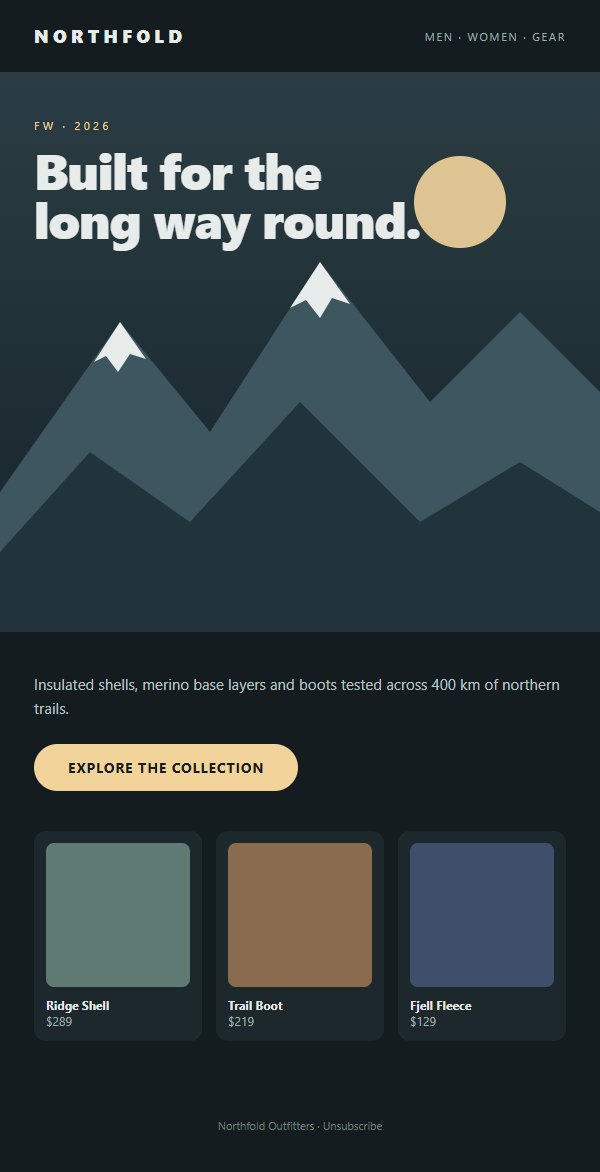 NORTHFOLD
MEN · WOMEN · GEAR
FW · 2026
Built for the
long way round.
Insulated shells, merino base layers and boots tested across 400 km of northern
trails.
EXPLORE THE COLLECTION
Ridge Shell
$289
Trail Boot
$219
Fjell Fleece
$129
Northfold Outfitters · Unsubscribe